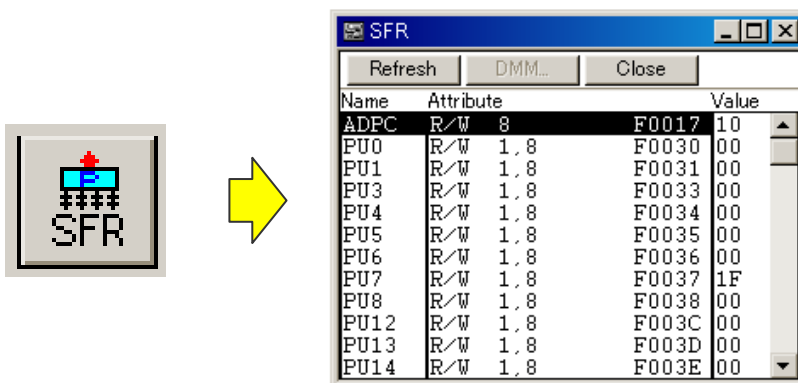 SFR
SFR
Refresh DMM... Close
Name Attribute Value
ADPC R/W 8 F0017 10
PU0 R/W 1,8 F0030 00
PU1 R/W 1,8 F0031 00
PU3 R/W 1,8 F0033 00
PU4 R/W 1,8 F0034 00
PU5 R/W 1,8 F0035 00
PU6 R/W 1,8 F0036 00
PU7 R/W 1,8 F0037 1F
PU8 R/W 1,8 F0038 00
PU12 R/W 1,8 F003C 00
PU13 R/W 1,8 F003D 00
PU14 R/W 1,8 F003E 00